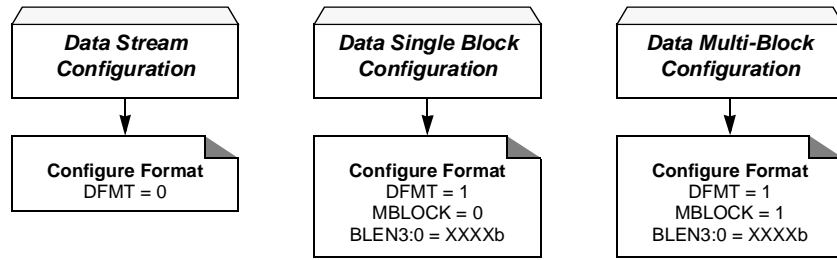 Data Stream
Configuration
Configure Format
DFMT = 0
Data Single Block
Configuration
Configure Format
DFMT = 1
MBLOCK = 0
BLEN3:0 = XXXXb
Data Multi-Block
Configuration
Configure Format
DFMT = 1
MBLOCK = 1
BLEN3:0 = XXXXb